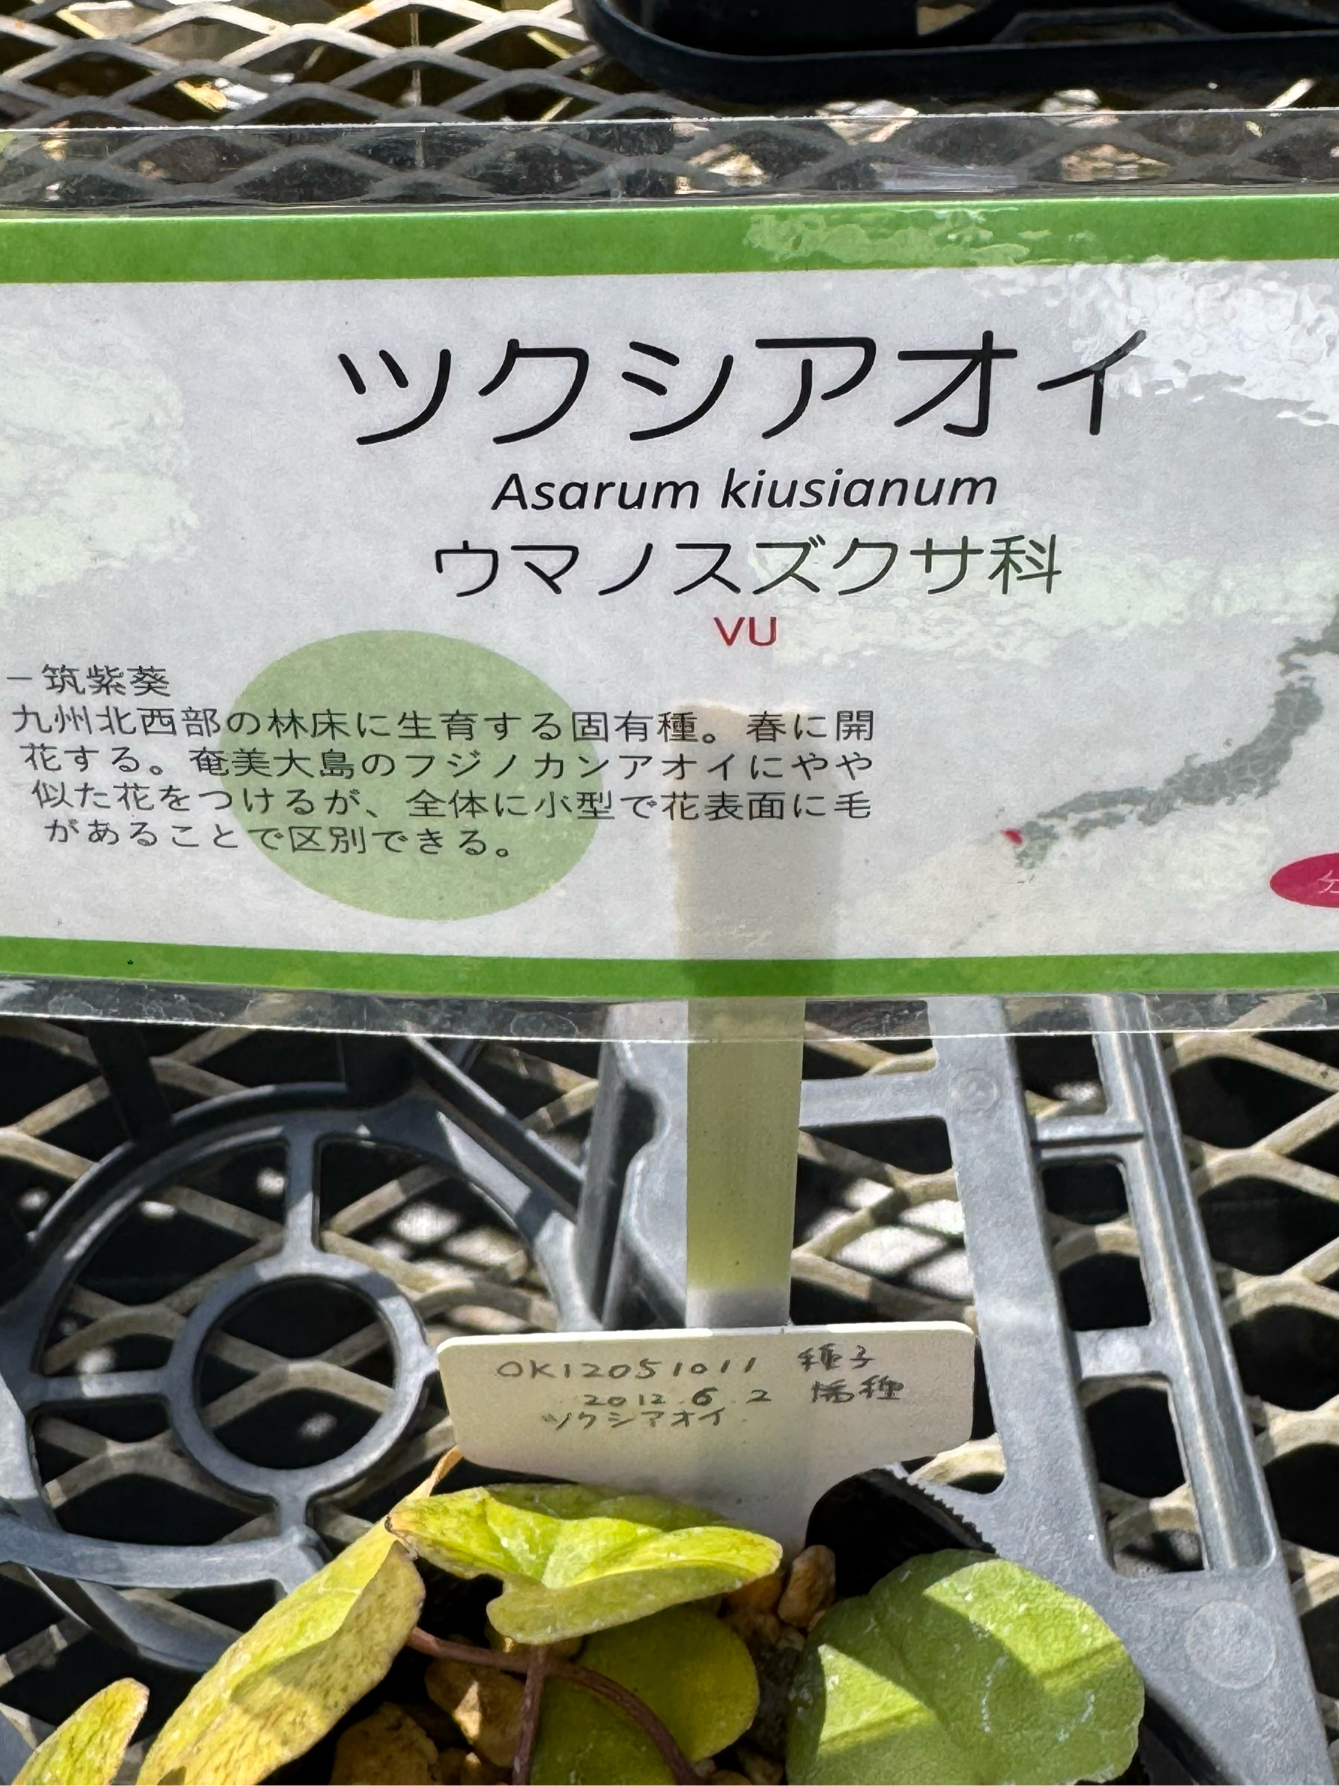 ツクシアオイ
Asarum kiusianum
ウマノスズクサ科
VU
－筑紫葵
九州北西部の林床に生育する固有種。春に開
花する。奄美大島のフジノカンアオイにやや
似た花をつけるが、全体に小型で花表面に毛
があることで区別できる。
OK12051011 種子
2012.6.2 播種
ツクシアオイ